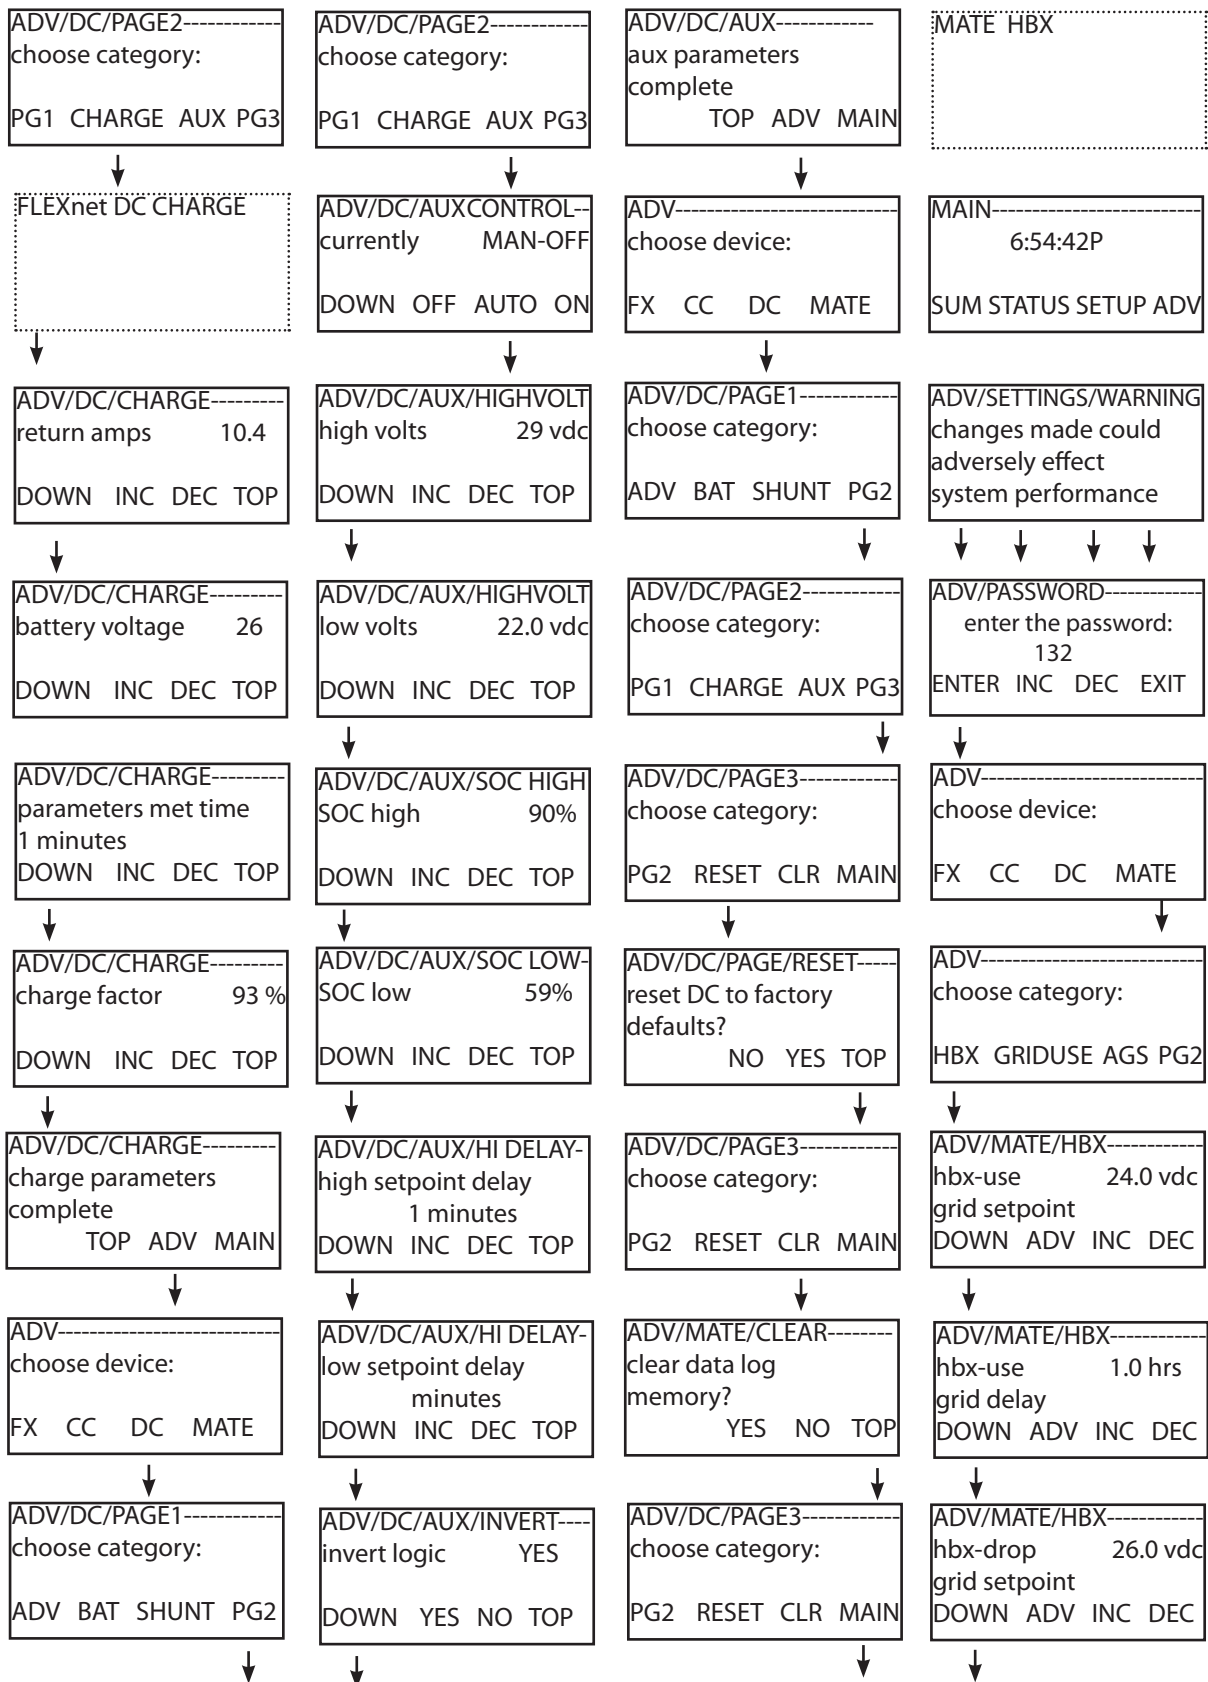 ADV/DC/PAGE2------------
choose category:
PG1 CHARGE AUX PG3
FLEXnet DC CHARGE
ADV/DC/CHARGE---------
return amps 10.4
DOWN INC DEC TOP
ADV/DC/CHARGE---------
battery voltage 26
DOWN INC DEC TOP
ADV/DC/CHARGE---------
parameters met time
1 minutes
DOWN INC DEC TOP
ADV/DC/CHARGE---------
charge factor 93 %
DOWN INC DEC TOP
ADV/DC/CHARGE---------
charge parameters
complete
TOP ADV MAIN
ADV----------------------------
choose device:
FX CC DC MATE
ADV/DC/PAGE1------------
choose category:
ADV BAT SHUNT PG2
ADV/DC/PAGE2------------
choose category:
PG1 CHARGE AUX PG3
ADV/DC/AUXCONTROL--
currently MAN-OFF
DOWN OFF AUTO ON
ADV/DC/AUX/HIGHVOLT
high volts 29 vdc
DOWN INC DEC TOP
ADV/DC/AUX/HIGHVOLT
low volts 22.0 vdc
DOWN INC DEC TOP
ADV/DC/AUX/SOC HIGH
SOC high 90%
DOWN INC DEC TOP
ADV/DC/AUX/SOC LOW-
SOC low 59%
DOWN INC DEC TOP
ADV/DC/AUX/HI DELAY-
high setpoint delay
1 minutes
DOWN INC DEC TOP
ADV/DC/AUX/HI DELAY-
low setpoint delay
minutes
DOWN INC DEC TOP
ADV/DC/AUX/INVERT----
invert logic YES
DOWN YES NO TOP
ADV/DC/AUX------------
aux parameters
complete
TOP ADV MAIN
ADV----------------------------
choose device:
FX CC DC MATE
ADV/DC/PAGE1------------
choose category:
ADV BAT SHUNT PG2
ADV/DC/PAGE2------------
choose category:
PG1 CHARGE AUX PG3
ADV/DC/PAGE3------------
choose category:
PG2 RESET CLR MAIN
ADV/DC/PAGE/RESET-----
reset DC to factory
defaults?
NO YES TOP
ADV/DC/PAGE3------------
choose category:
PG2 RESET CLR MAIN
ADV/MATE/CLEAR--------
clear data log
memory?
YES NO TOP
ADV/DC/PAGE3------------
choose category:
PG2 RESET CLR MAIN
MATE HBX
MAIN--------------------------
6:54:42P
SUM STATUS SETUP ADV
ADV/SETTINGS/WARNING
changes made could
adversely effect
system performance
ADV/PASSWORD-------------
enter the password:
132
ENTER INC DEC EXIT
ADV----------------------------
choose device:
FX CC DC MATE
ADV----------------------------
choose category:
HBX GRIDUSE AGS PG2
ADV/MATE/HBX------------
hbx-use 24.0 vdc
grid setpoint
DOWN ADV INC DEC
ADV/MATE/HBX------------
hbx-use 1.0 hrs
grid delay
DOWN ADV INC DEC
ADV/MATE/HBX------------
hbx-drop 26.0 vdc
grid setpoint
DOWN ADV INC DEC